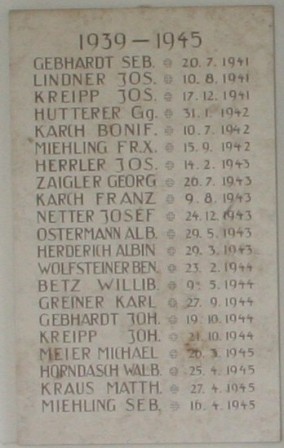 1939 – 1945
GEBHARDT SEB. 20.7.1941
LINDNER JOS. 10.8.1941
KREIPP JOS. 17.12.1941
HUTTERER Gg. 31.1.1942
KARCH BONIF. 10.7.1942
MIEHLING FR.X. 15.9.1942
HERRLER JOS. 14.2.1943
ZAIGLER GEORG 20.7.1943
KARCH FRANZ 9.8.1943
NETTER JOSEF 24.12.1943
OSTERMANN ALB. 29.5.1943
HERDERICH ALBIN 29.3.1943
WOLFSTEINER BEN. 23.2.1944
BETZ WILLIB. 9.5.1944
GREINER KARL 27.9.1944
GEBHARDT JOH. 19.10.1944
KREIPP JOH. 21.10.1944
MEIER MICHAEL 20.3.1945
HORNDASCH WALB. 25.4.1945
KRAUS MATTH. 27.4.1945
MIEHLING SEB. 16.4.1945